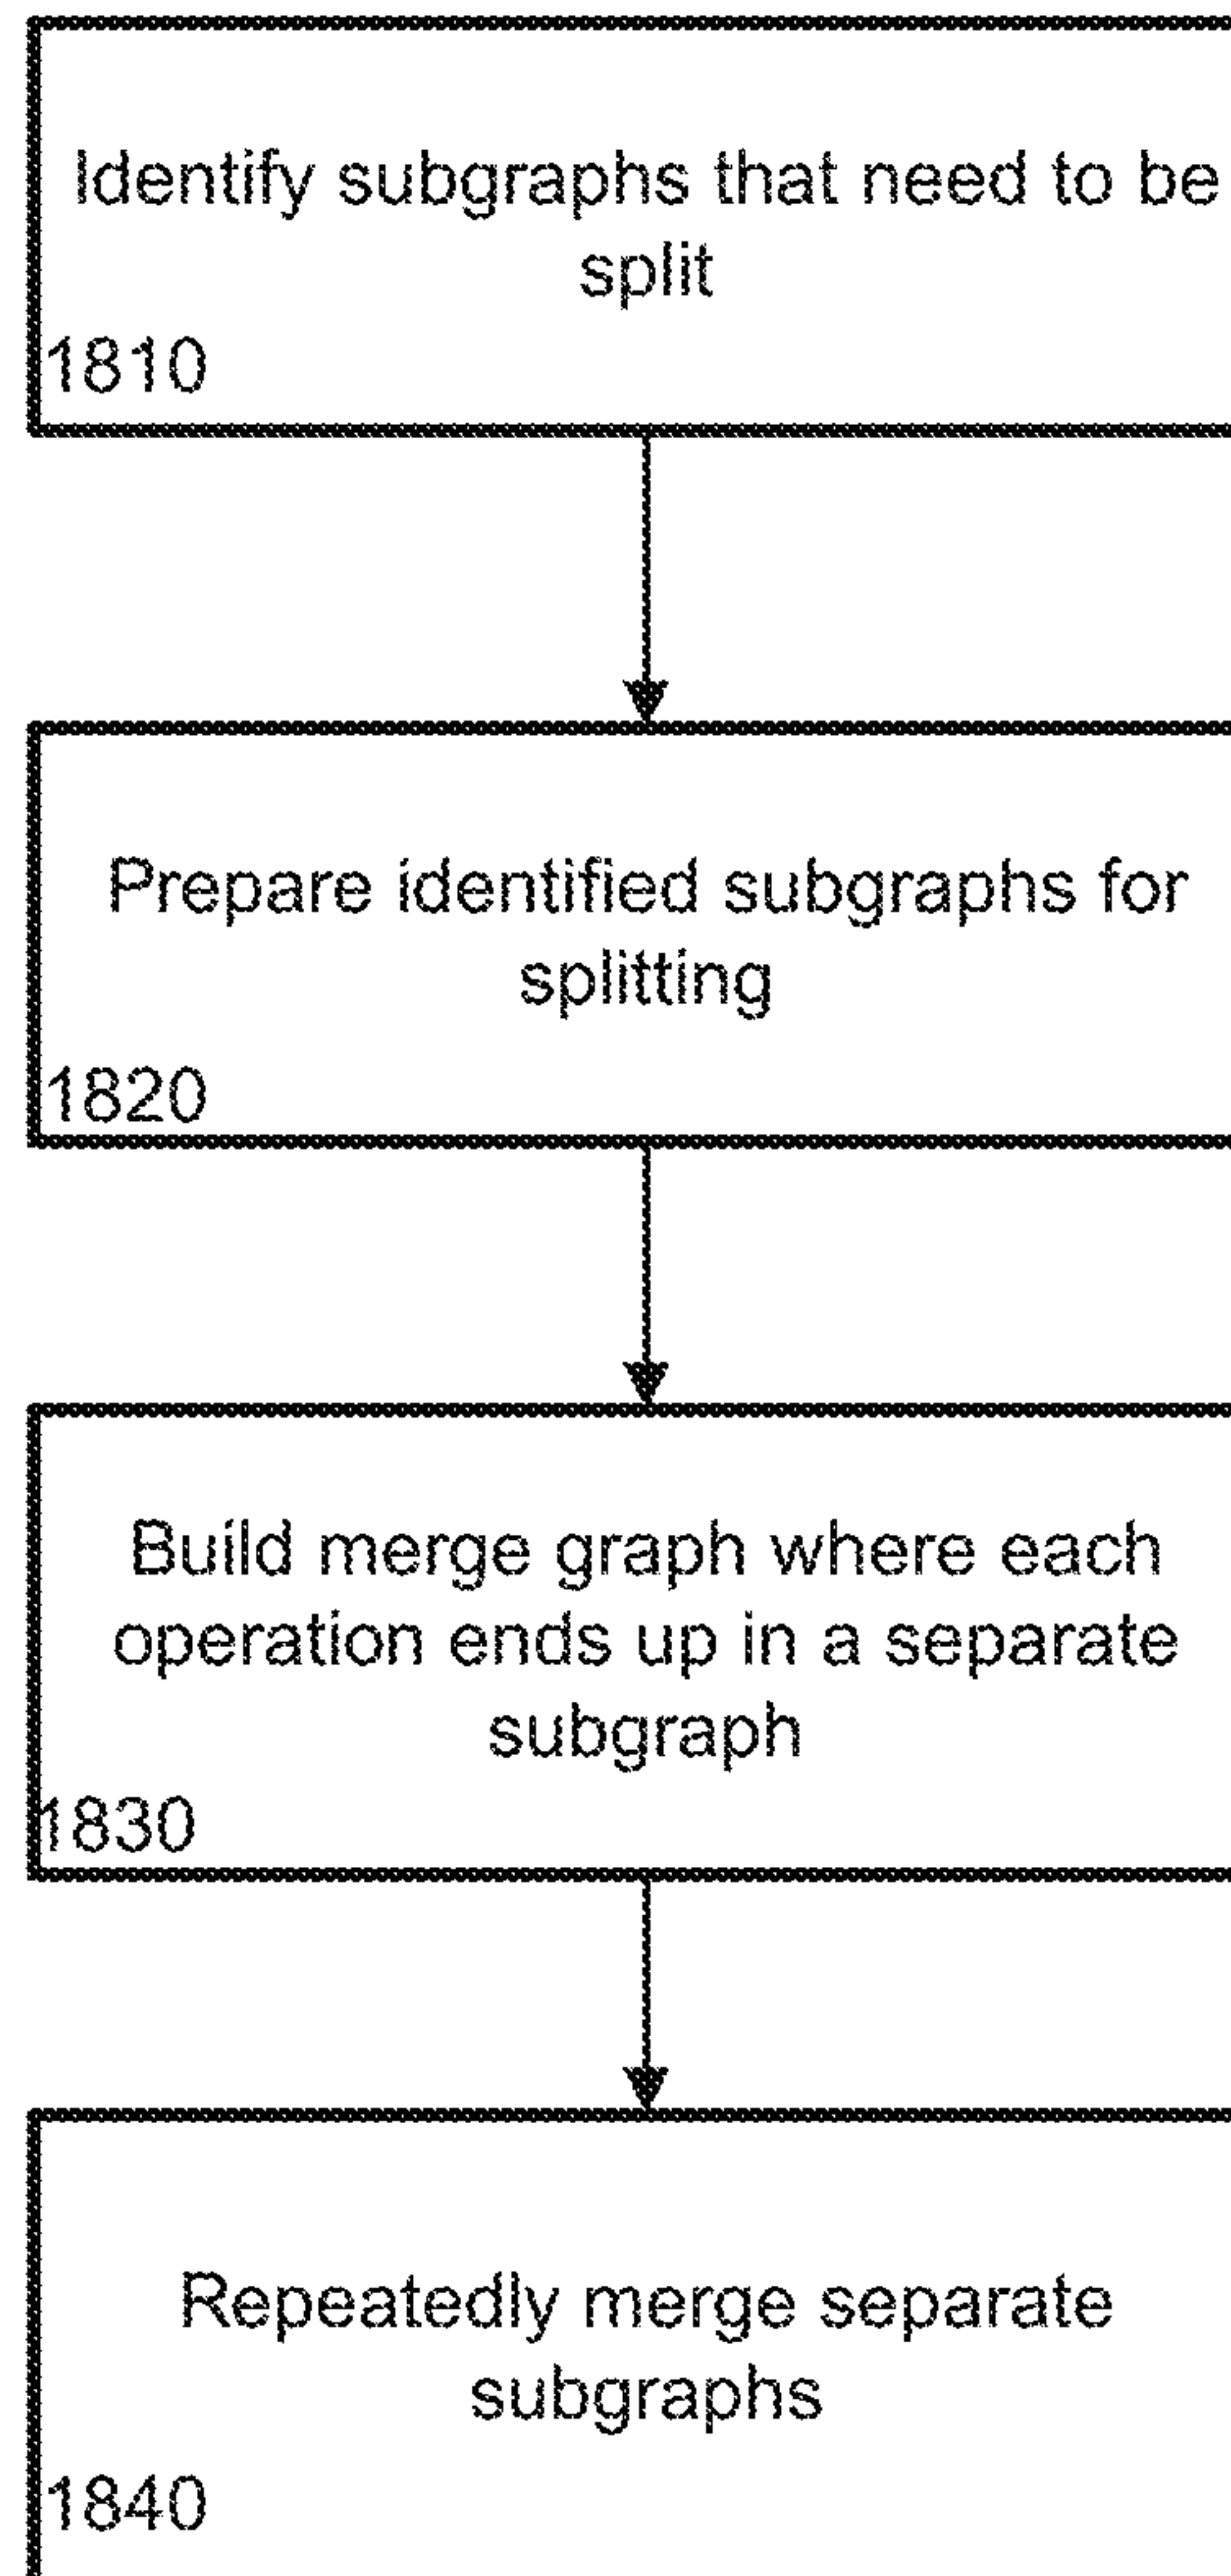 Identify subgraphs that need to be
split
1810
Prepare identified subgraphs for
splitting
1820
Build merge graph where each
operation ends up in a separate
subgraph
1830
Repeatedly merge separate
subgraphs
1840